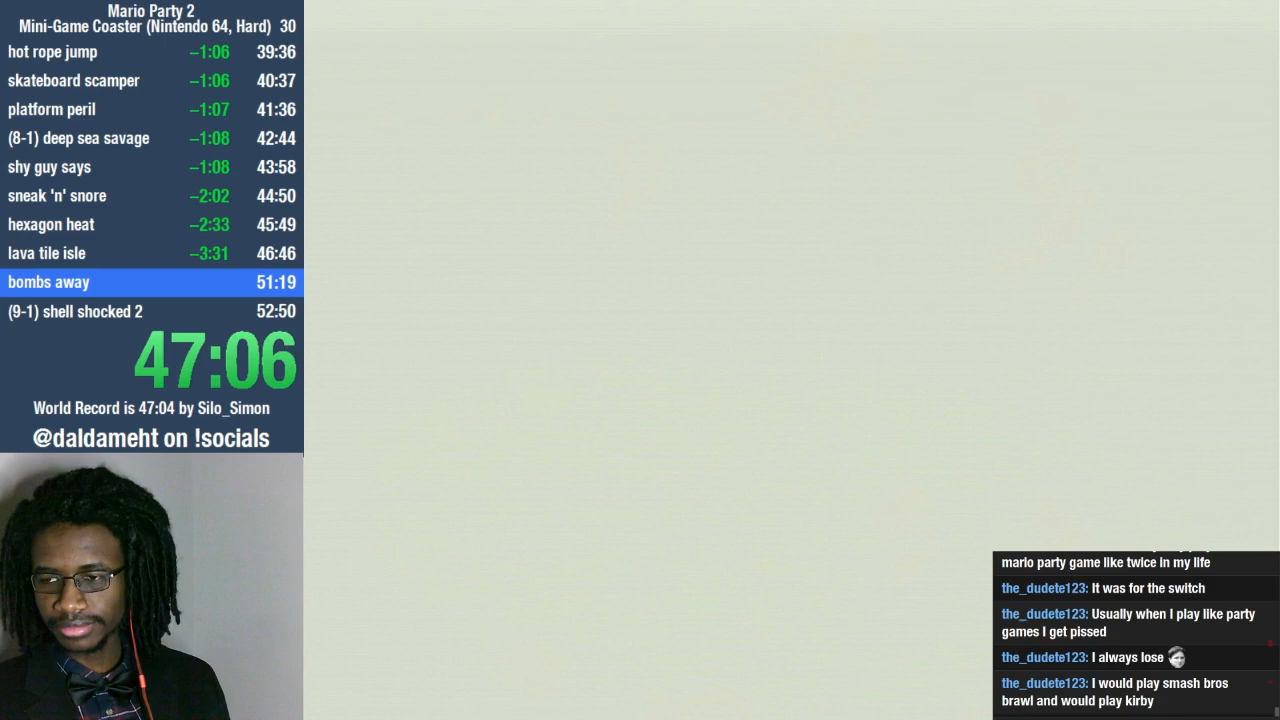 Mario Party 2
Mini-Game Coaster (Nintendo 64, Hard) 30
hot rope jump –1:06 39:36
skateboard scamper –1:06 40:37
platform peril –1:07 41:36
(8-1) deep sea savage –1:08 42:44
shy guy says –1:08 43:58
sneak 'n' snore –2:02 44:50
hexagon heat –2:33 45:49
lava tile isle –3:31 46:46
bombs away 51:19
(9-1) shell shocked 2 52:50
47:06
World Record is 47:04 by Silo_Simon
@daldameht on !socials
mario party game like twice in my life
the_dudete123: It was for the switch
the_dudete123: Usually when I play like party
games I get pissed
the_dudete123: I always lose
the_dudete123: I would play smash bros
brawl and would play kirby